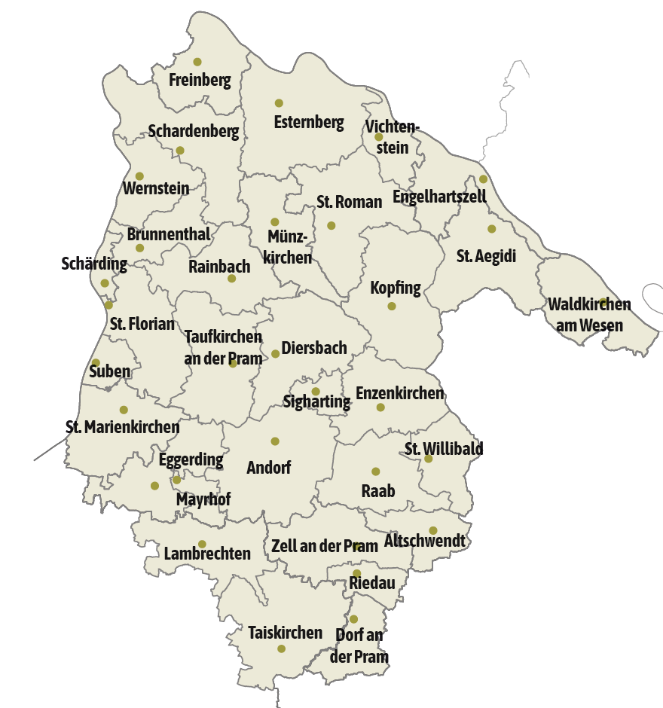 Freinberg
Esternberg
Schardenberg
Vichten-
stein
Wernstein
St. Roman
Engelhartszell
Brunnenthal
Münz-
kirchen
St. Aegidi
Schärding
Rainbach
Kopfing
Waldkirchen
am Wesen
St. Florian
Taufkirchen
an der Pram
Diersbach
Suben
Sigharting
Enzenkirchen
St. Marienkirchen
St. Willibald
Eggerding
Andorf
Raab
Mayrhof
Lambrechten
Zell an der Pram
Altschwendt
Riedau
Taiskirchen
Dorf an
der Pram